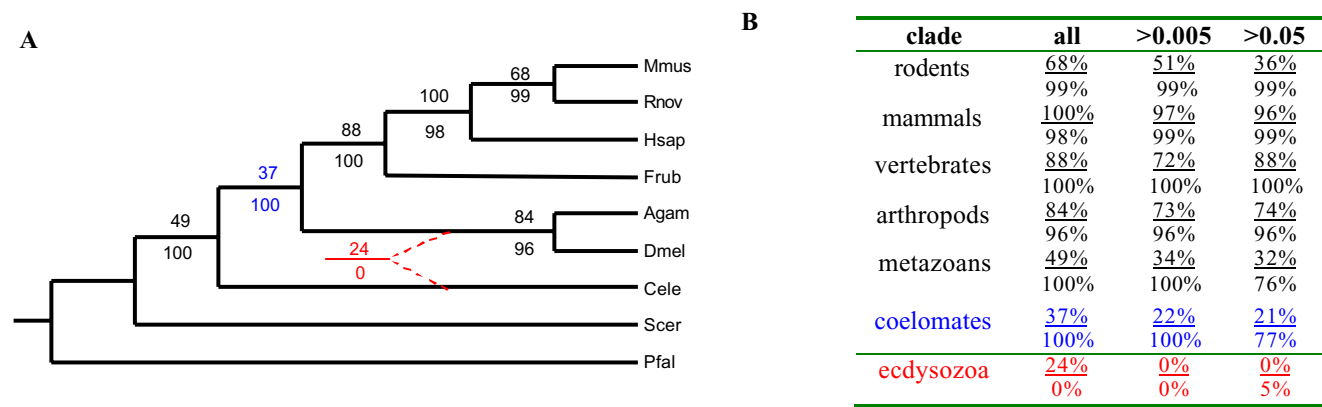 A
68
99
100
98
88
100
37
100
49
100
84
96
24
0
Mmus
Rnov
Hsap
Frub
Agam
Dmel
Cele
Scer
Pfal
B
clade all >0.005 >0.05
rodents 68% 51% 36%
99% 99% 99%
mammals 100% 97% 96%
98% 99% 99%
vertebrates 88% 72% 88%
100% 100% 100%
arthropods 84% 73% 74%
96% 96% 96%
metazoans 49% 34% 32%
100% 100% 76%
coelomates 37% 22% 21%
100% 100% 77%
ecdysozoa 24% 0% 0%
0% 0% 5%